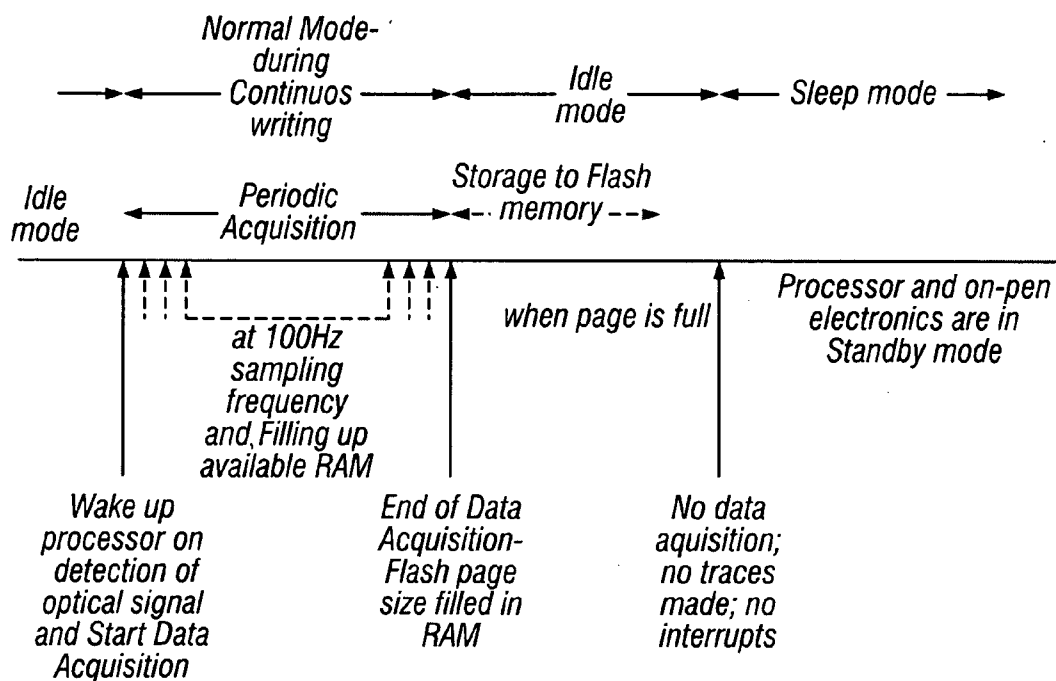 Normal Mode-
during
Continuos
writing
Idle
mode
Sleep mode
Idle
mode
Periodic
Acquisition
Storage to Flash
memory
at 100Hz
sampling
frequency
and Filling up
available RAM
when page is full
Processor and on-pen
electronics are in
Standby mode
Wake up
processor on
detection of
optical signal
and Start Data
Acquisition
End of Data
Acquisition-
Flash page
size filled in
RAM
No data
aquisition;
no traces
made; no
interrupts